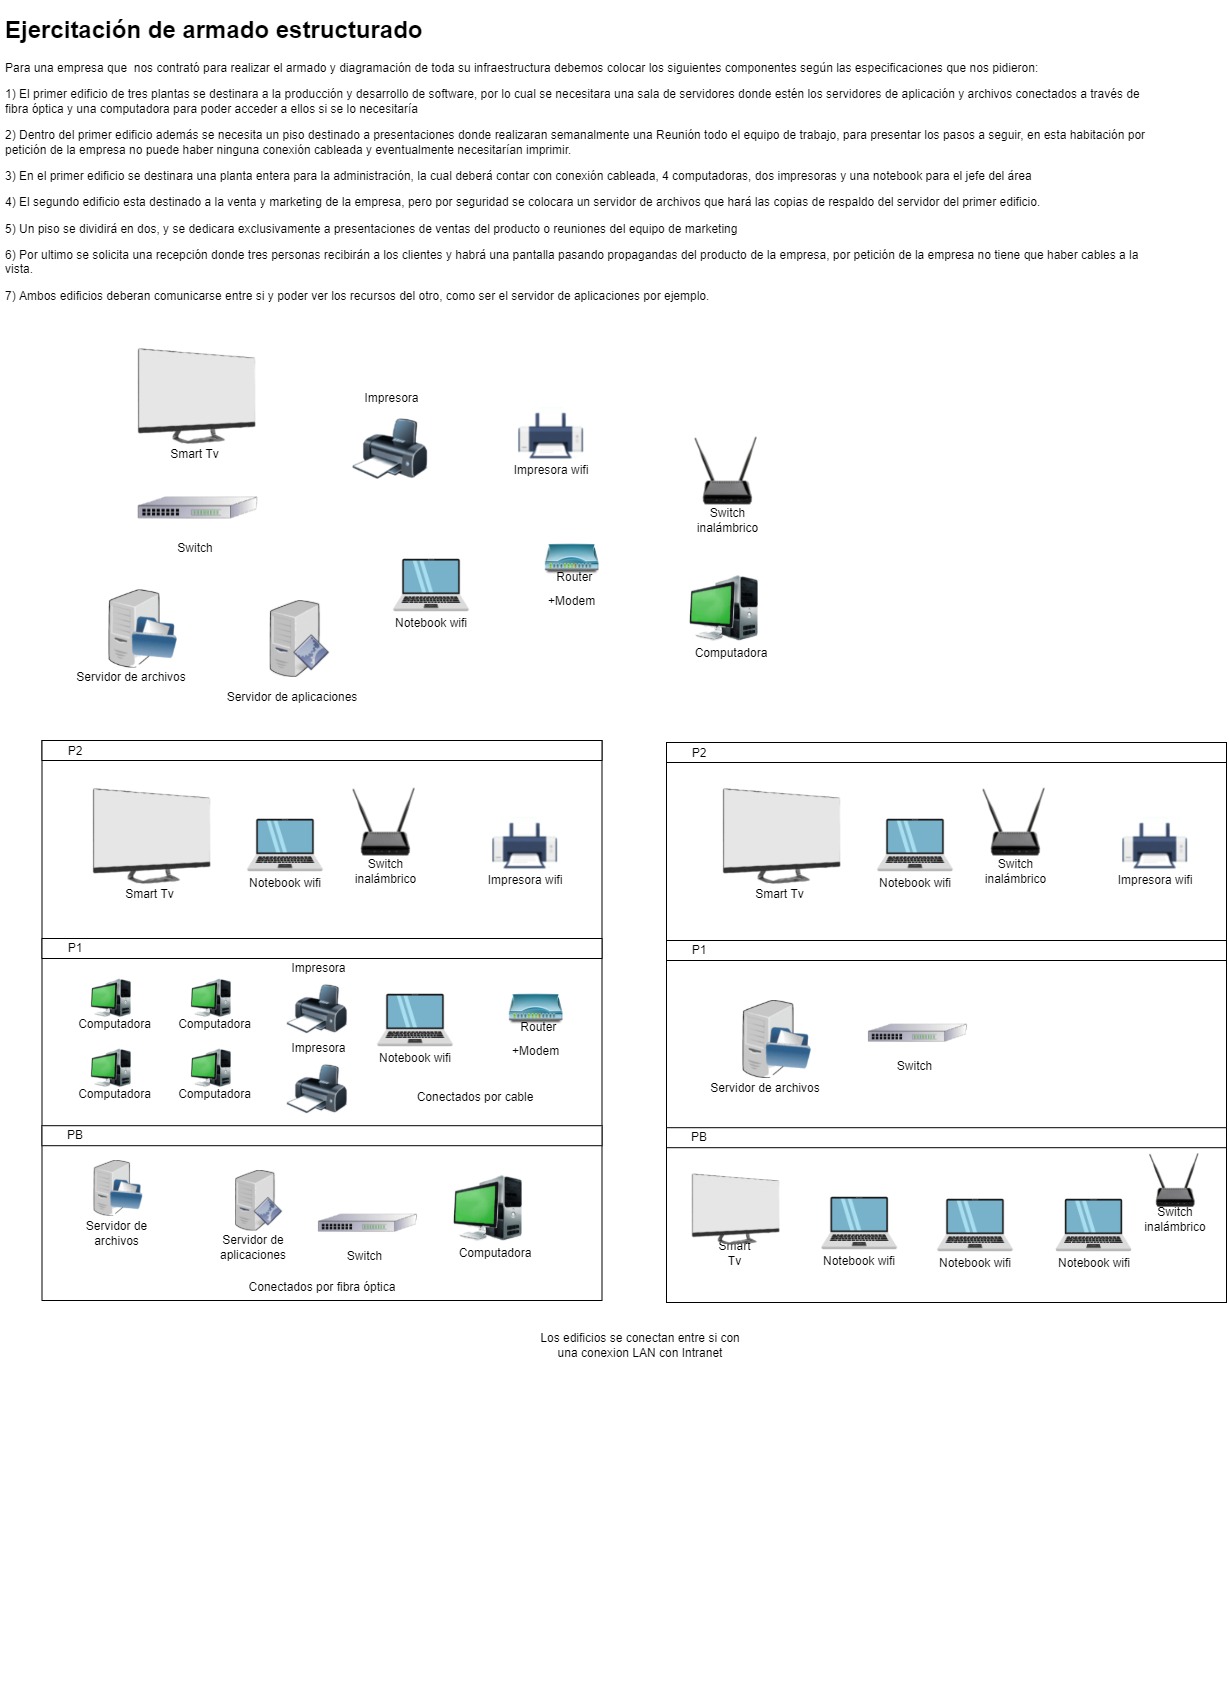 Ejercitación de armado estructurado
Para una empresa que  nos contrató para realizar el armado y diagramación de toda su infraestructura debemos colocar los siguientes componentes según las especificaciones que nos pidieron:
1) El primer edificio de tres plantas se destinara a la producción y desarrollo de software, por lo cual se necesitara una sala de servidores donde estén los servidores de aplicación y archivos conectados a través de
fibra óptica y una computadora para poder acceder a ellos si se lo necesitaría
2) Dentro del primer edificio además se necesita un piso destinado a presentaciones donde realizaran semanalmente una Reunión todo el equipo de trabajo, para presentar los pasos a seguir, en esta habitación por
petición de la empresa no puede haber ninguna conexión cableada y eventualmente necesitarían imprimir.
3) En el primer edificio se destinara una planta entera para la administración, la cual deberá contar con conexión cableada, 4 computadoras, dos impresoras y una notebook para el jefe del área
4) El segundo edificio esta destinado a la venta y marketing de la empresa, pero por seguridad se colocara un servidor de archivos que hará las copias de respaldo del servidor del primer edificio.
5) Un piso se dividirá en dos, y se dedicara exclusivamente a presentaciones de ventas del producto o reuniones del equipo de marketing
6) Por ultimo se solicita una recepción donde tres personas recibirán a los clientes y habrá una pantalla pasando propagandas del producto de la empresa, por petición de la empresa no tiene que haber cables a la
vista.
7) Ambos edificios deberan comunicarse entre si y poder ver los recursos del otro, como ser el servidor de aplicaciones por ejemplo.
Impresora
Smart Tv
Impresora wifi
Switch
inalámbrico
Switch
Router
+Modem
Notebook wifi
Computadora
Servidor de archivos
Servidor de aplicaciones
P2
Smart Tv
Notebook wifi
Switch
inalámbrico
Impresora wifi
P1
Impresora
Computadora
Computadora
Impresora
Notebook wifi
Router
+Modem
Computadora
Computadora
Conectados por cable
PB
Servidor de
archivos
Servidor de
aplicaciones
Switch
Computadora
Conectados por fibra óptica
P2
Smart Tv
Notebook wifi
Switch
inalámbrico
Impresora wifi
P1
Servidor de archivos
Switch
PB
Smart
Tv
Notebook wifi
Notebook wifi
Notebook wifi
Switch
inalámbrico
Los edificios se conectan entre si con
una conexion LAN con Intranet